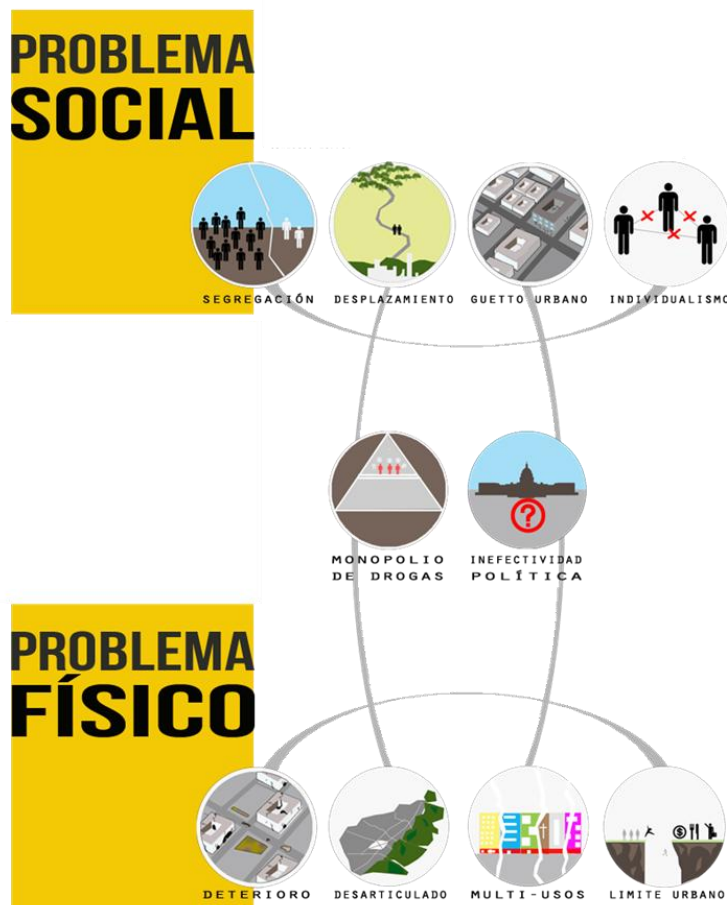 PROBLEMA
SOCIAL
SEGREGACIÓN DESPLAZAMIENTO GUETTO URBANO INDIVIDUALISMO
MONOPOLIO DE DROGAS
INEFECTIVIDAD POLÍTICA
PROBLEMA
FÍSICO
DETERIORO DESARTICULADO MULTI-USOS LIMITE URBANO